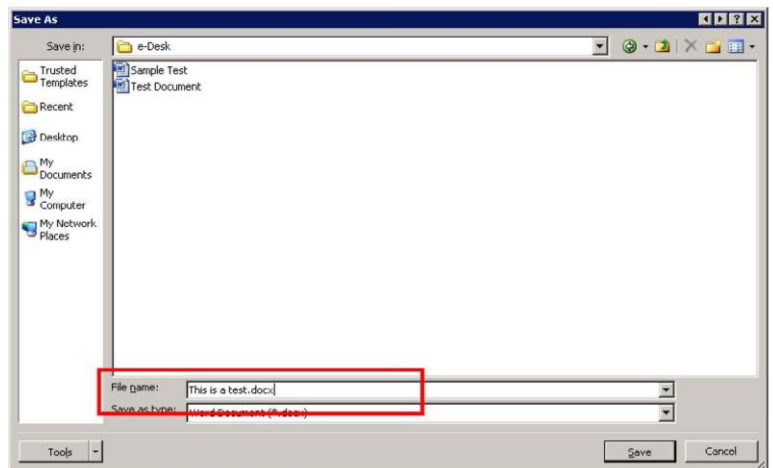 Save As
Save in:
e-Desk
Trusted
Templates
Recent
Desktop
My
Documents
My
Computer
My Network
Places
Sample Test
Test Document
File name:
This is a test.docx
Save as type:
Word Document (*.docx)
Tools
Save
Cancel